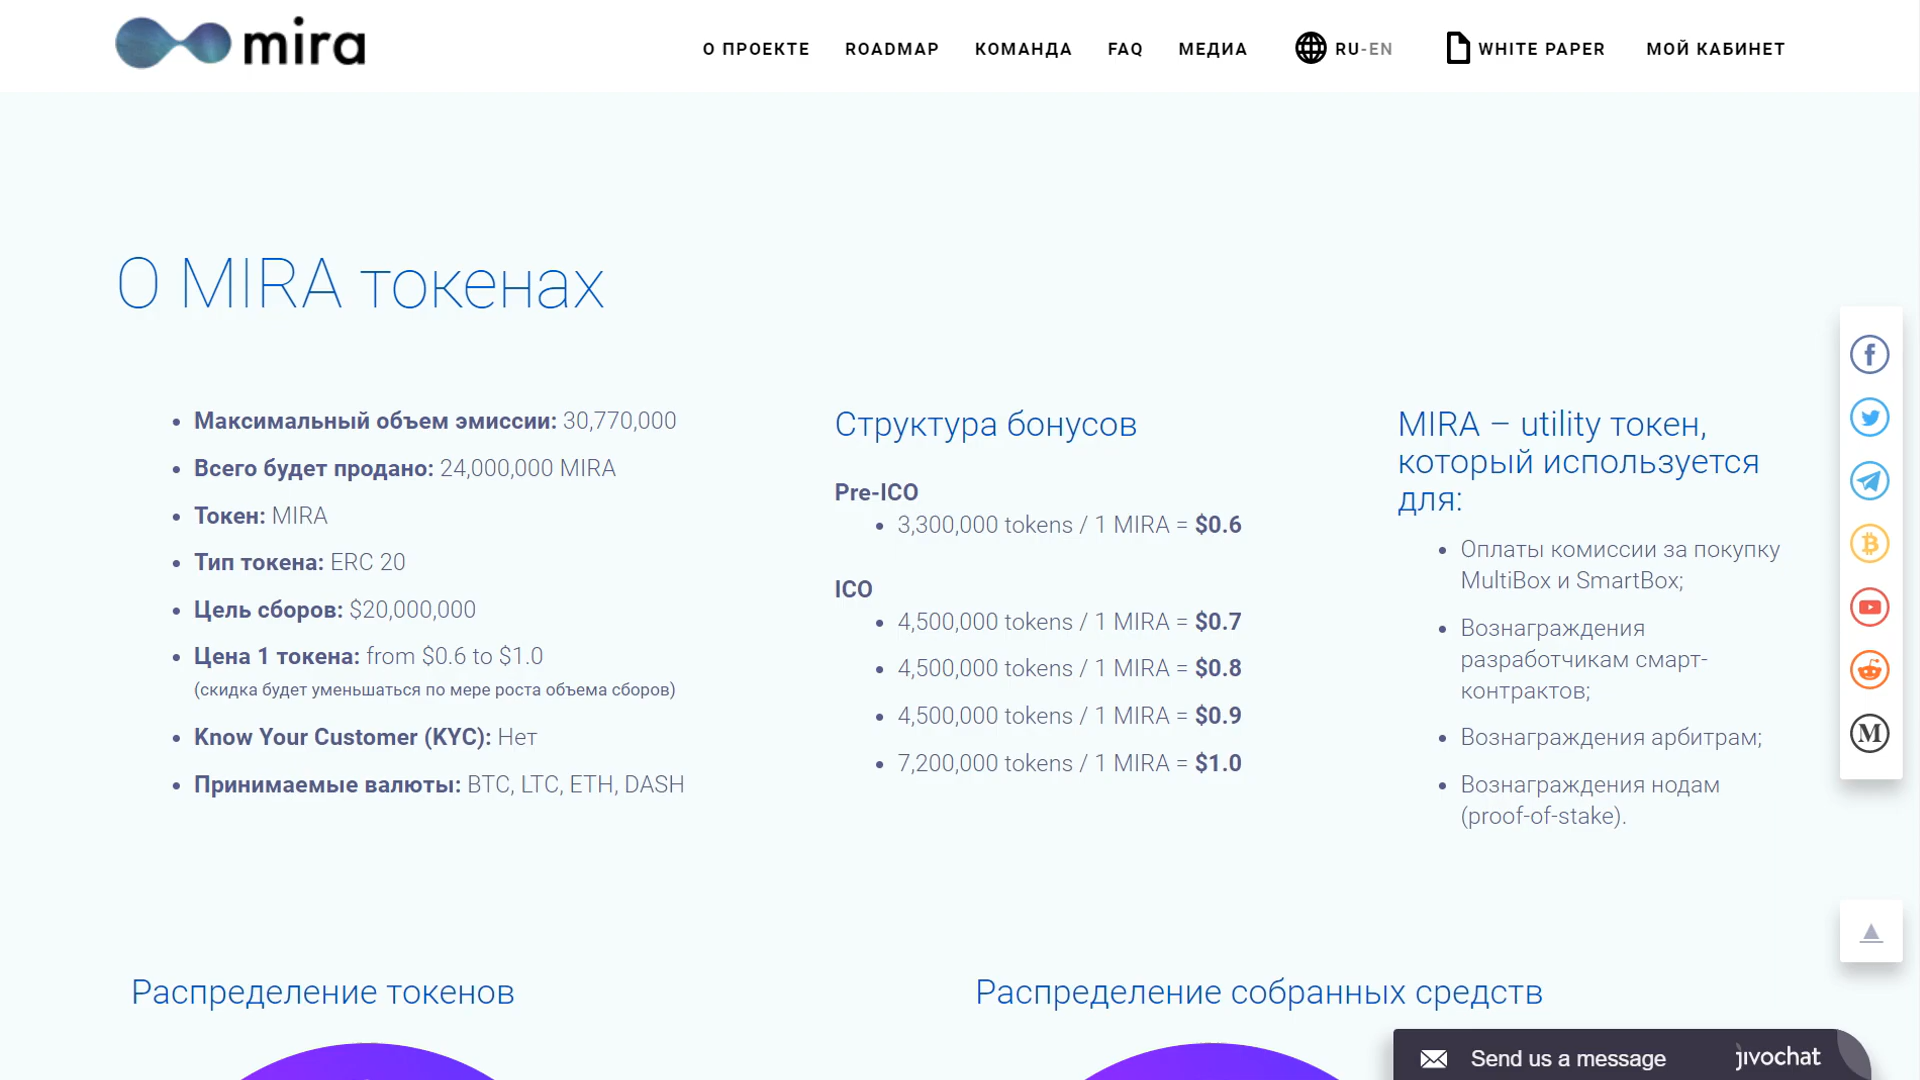 mira
О ПРОЕКТЕ
ROADMAP
КОМАНДА
FAQ
МЕДИА
RU-EN
WHITE PAPER
МОЙ КАБИНЕТ
О MIRA токенах
Максимальный объем эмиссии: 30,770,000
Всего будет продано: 24,000,000 MIRA
Токен: MIRA
Тип токена: ERC 20
Цель сборов: $20,000,000
Цена 1 токена: from $0.6 to $1.0
(скидка будет уменьшаться по мере роста объема сборов)
Know Your Customer (KYC): Нет
Принимаемые валюты: BTC, LTC, ETH, DASH
Структура бонусов
Pre-ICO
3,300,000 tokens / 1 MIRA = $0.6
ICO
4,500,000 tokens / 1 MIRA = $0.7
4,500,000 tokens / 1 MIRA = $0.8
4,500,000 tokens / 1 MIRA = $0.9
7,200,000 tokens / 1 MIRA = $1.0
MIRA – utility токен,
который используется
для:
Оплаты комиссии за покупку
MultiBox и SmartBox;
Вознаграждения
разработчикам смарт-
контрактов;
Вознаграждения арбитрам;
Вознаграждения нодам
(proof-of-stake).
Распределение токенов
Распределение собранных средств
Send us a message
jivochat